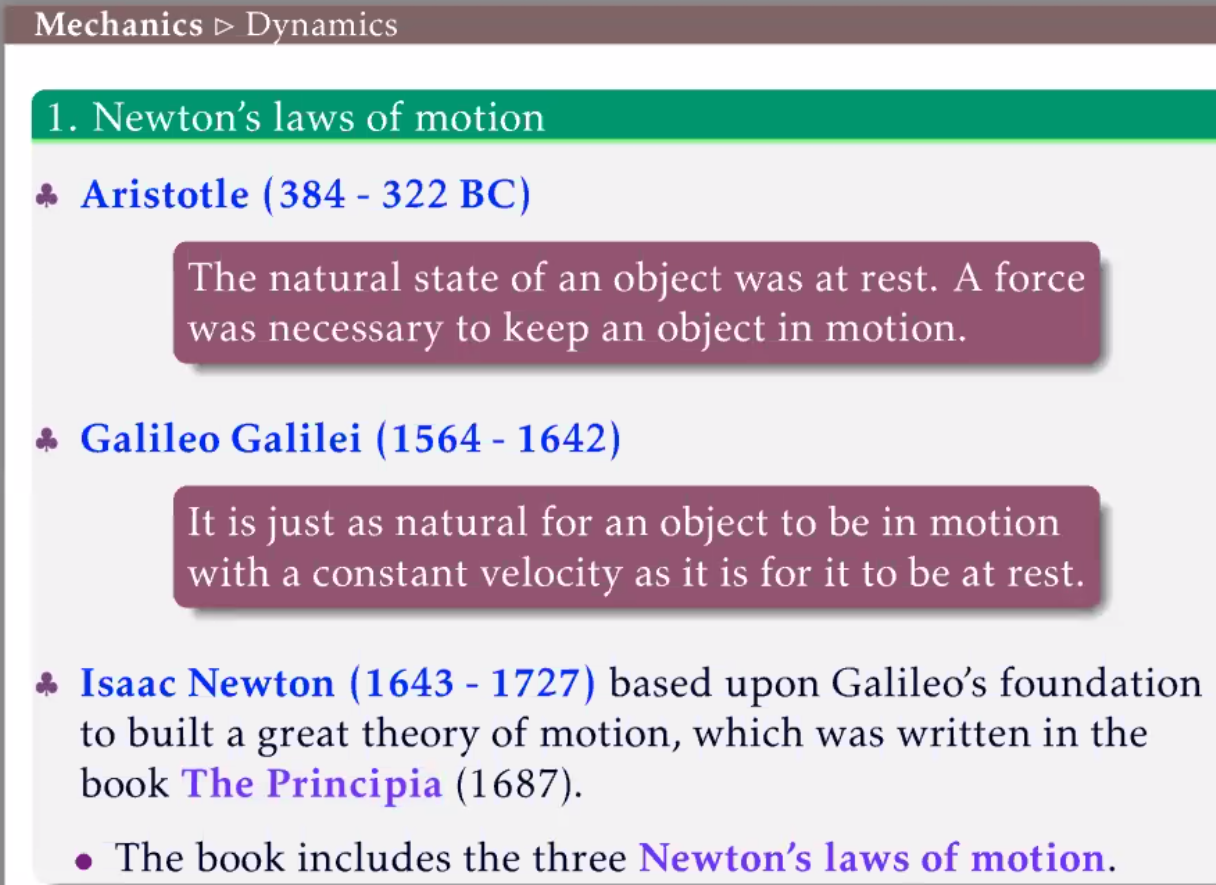 Mechanics ▷ Dynamics
1. Newton's laws of motion
♣ Aristotle (384 - 322 BC)
The natural state of an object was at rest. A force
was necessary to keep an object in motion.
♣ Galileo Galilei (1564 - 1642)
It is just as natural for an object to be in motion
with a constant velocity as it is for it to be at rest.
♣ Isaac Newton (1643 - 1727) based upon Galileo's foundation
to built a great theory of motion, which was written in the
book The Principia (1687).
• The book includes the three Newton's laws of motion.